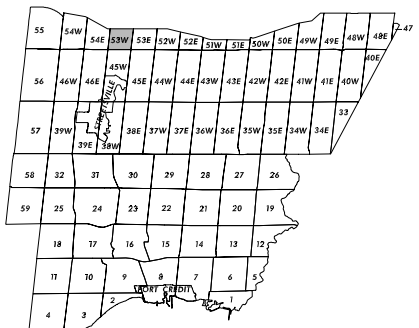 55 54W 54E 53W 53E 52W 52E 51W 51E 50W 50E 49E 49E 48W 48E 47
56 46W 46E 45W 45E 44W 44E 43W 43E 42W 42E 41W 41E 40W 40E
STREETSVILLE
57 39W 39E 38W 38E 37W 37E 36W 36E 35W 35E 34W 34E 33
58 32 31 30 29 28 27 26
59 25 24 23 22 21 20 19
18 17 16 15 14 13 12
11 10 9 8 7 6 5
PORT CREDIT
4 3 2 1